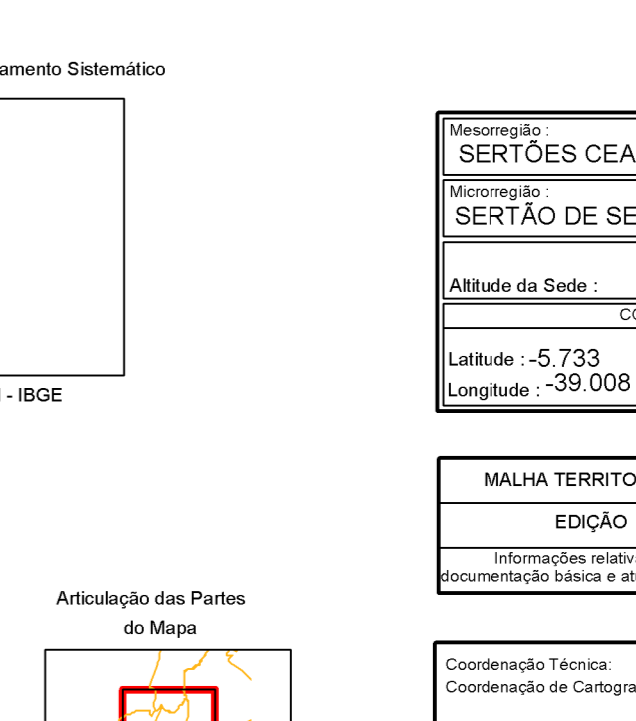 amento Sistemático
- IBGE
Articulação das Partes
do Mapa
Mesorregião :
SERTÕES CEA
Microrregião :
SERTÃO DE SE
Altitude da Sede :
CO
Latitude : -5.733
Longitude : -39.008
MALHA TERRITO
EDIÇÃO
Informações relativ
documentação básica e at
Coordenação Técnica:
Coordenação de Cartogra